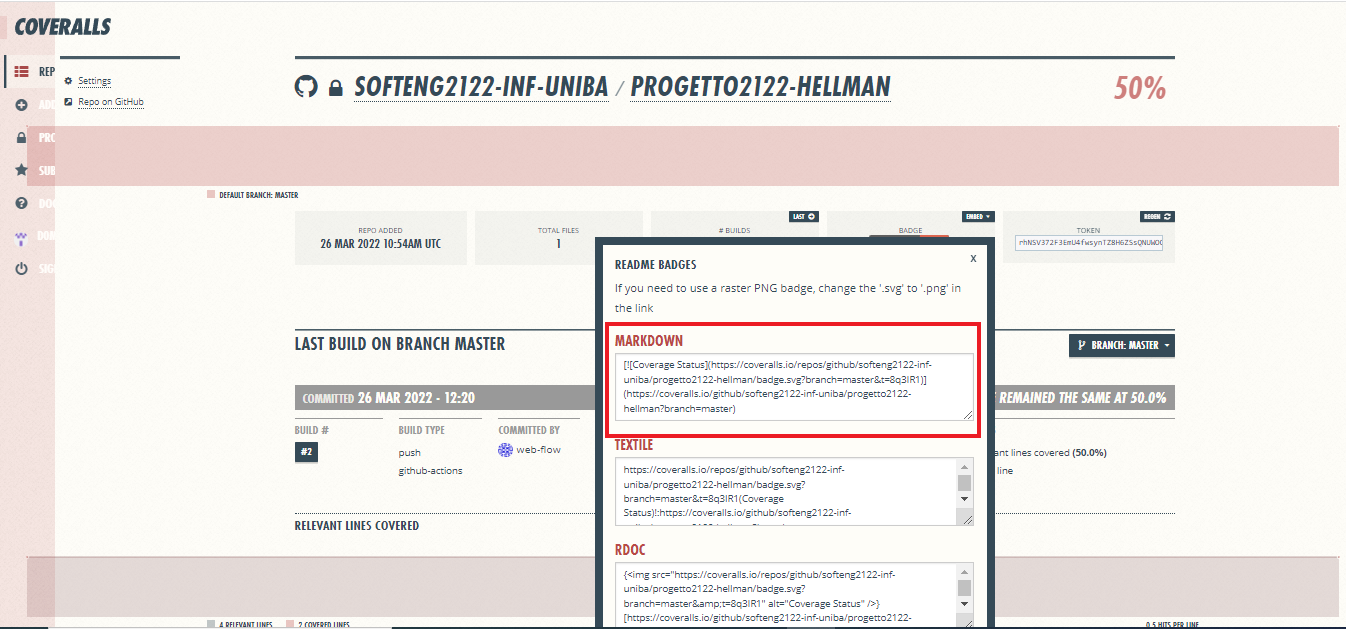 COVERALLS
REP
Settings
Repo on GitHub
SOFTENG2122-INF-UNIBA / PROGETTO2122-HELLMAN
50%
ADD
PRO
SUP
DOC
SIG
DEFAULT BRANCH: MASTER
REPO ADDED
26 MAR 2022 10:54AM UTC
TOTAL FILES
1
LAST
# BUILDS
EMBED
BADGE
REGEN
TOKEN
README BADGES
x
If you need to use a raster PNG badge, change the '.svg' to '.png' in
the link
MARKDOWN
[![Coverage Status](https://coveralls.io/repos/github/softeng2122-inf-
uniba/progetto2122-hellman/badge.svg?branch=master&t=8q3IR1)]
(https://coveralls.io/github/softeng2122-inf-uniba/progetto2122-
hellman?branch=master)
TEXTILE
https://coveralls.io/repos/github/softeng2122-inf-
uniba/progetto2122-hellman/badge.svg?
branch=master&t=8q3IR1(Coverage
Status)!:https://coveralls.io/github/softeng2122-inf-
RDOC
{<img src="https://coveralls.io/repos/github/softeng2122-inf-
uniba/progetto2122-hellman/badge.svg?
branch=master&amp;t=8q3IR1" alt="Coverage Status" />}
[https://coveralls.io/github/softeng2122-inf-uniba/progetto2122-
LAST BUILD ON BRANCH MASTER
BRANCH: MASTER
COMMITTED 26 MAR 2022 - 12:20
REMAINED THE SAME AT 50.0%
BUILD #
#2
BUILD TYPE
push
github-actions
COMMITTED BY
web-flow
ant lines covered (50.0%)
line
RELEVANT LINES COVERED
4 RELEVANT LINES
2 COVERED LINES
0.5 HITS PER LINE